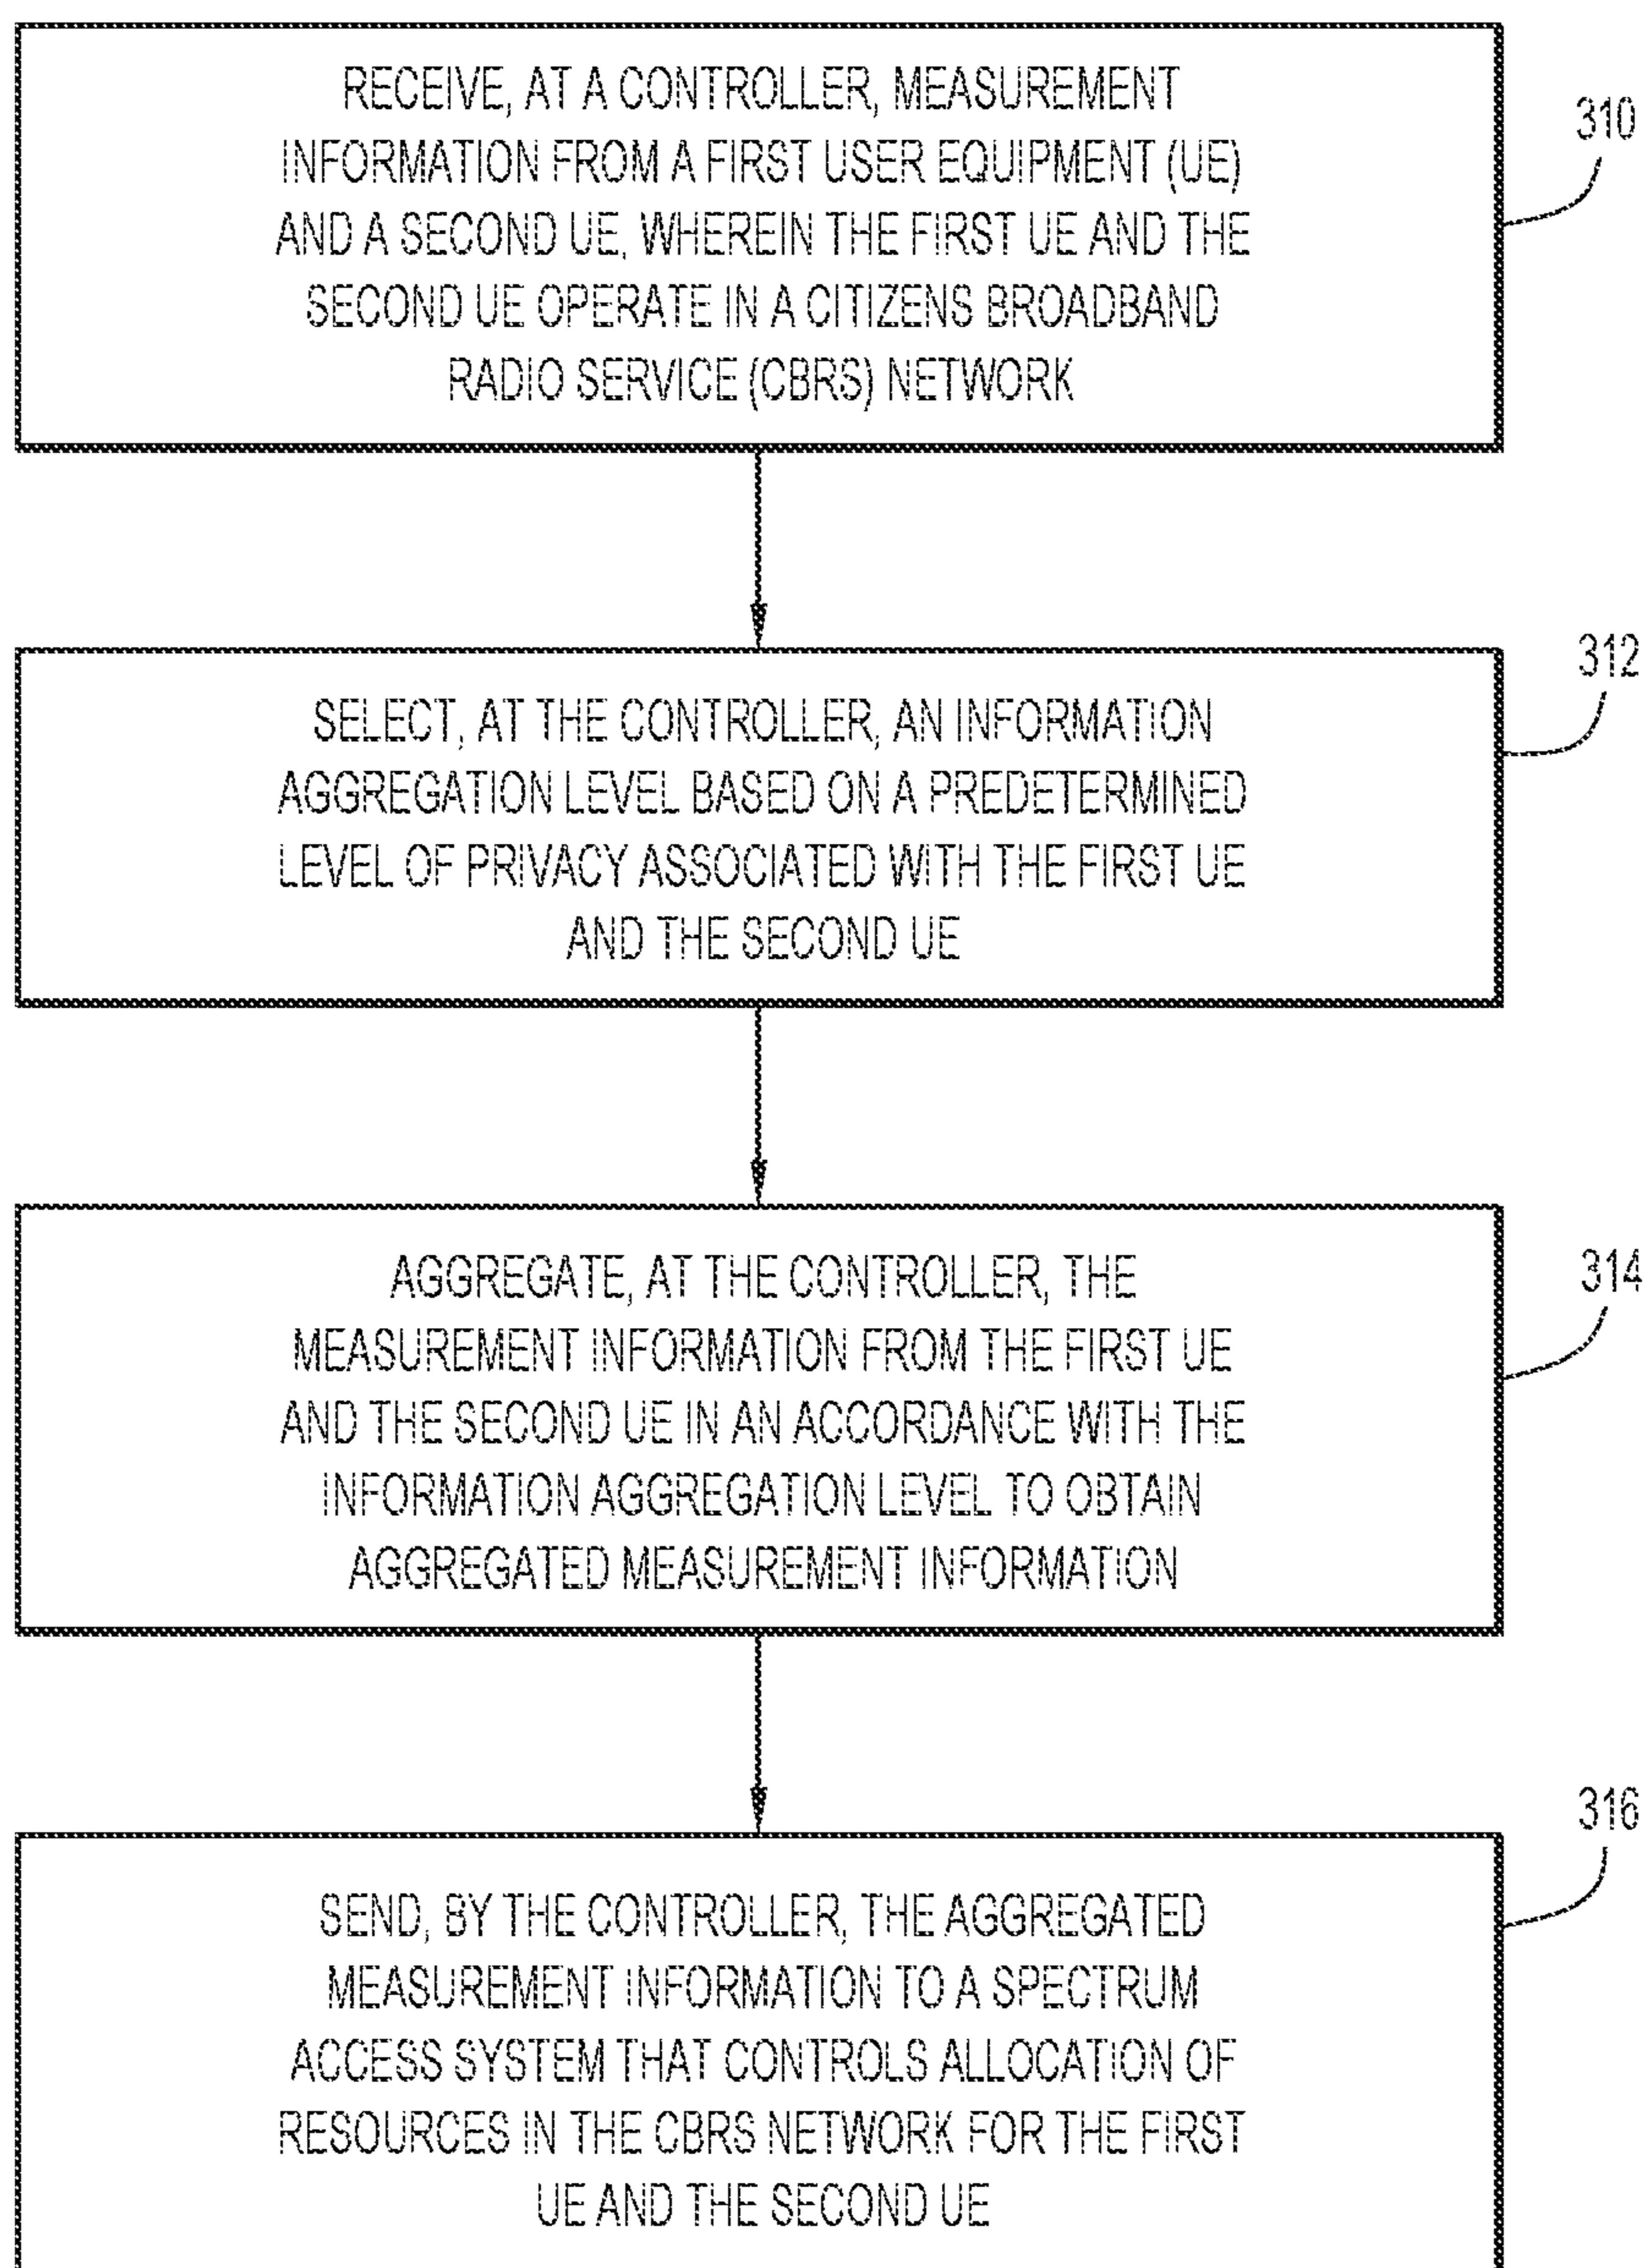 RECEIVE, AT A CONTROLLER, MEASUREMENT
INFORMATION FROM A FIRST USER EQUIPMENT (UE)
AND A SECOND UE, WHEREIN THE FIRST UE AND THE
SECOND UE OPERATE IN A CITIZENS BROADBAND
RADIO SERVICE (CBRS) NETWORK
310
SELECT, AT THE CONTROLLER, AN INFORMATION
AGGREGATION LEVEL BASED ON A PREDETERMINED
LEVEL OF PRIVACY ASSOCIATED WITH THE FIRST UE
AND THE SECOND UE
312
AGGREGATE, AT THE CONTROLLER, THE
MEASUREMENT INFORMATION FROM THE FIRST UE
AND THE SECOND UE IN AN ACCORDANCE WITH THE
INFORMATION AGGREGATION LEVEL TO OBTAIN
AGGREGATED MEASUREMENT INFORMATION
314
SEND, BY THE CONTROLLER, THE AGGREGATED
MEASUREMENT INFORMATION TO A SPECTRUM
ACCESS SYSTEM THAT CONTROLS ALLOCATION OF
RESOURCES IN THE CBRS NETWORK FOR THE FIRST
UE AND THE SECOND UE
316